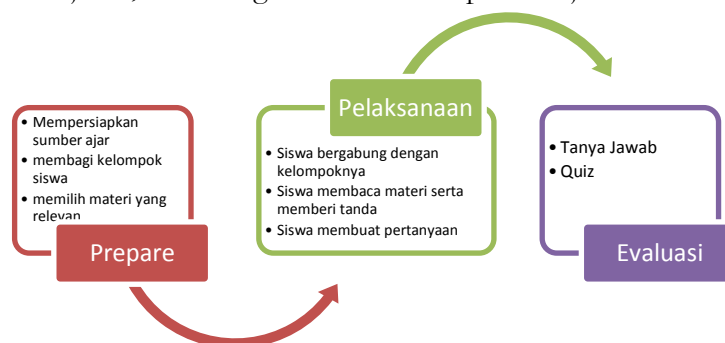 • Mempersiapkan
sumber ajar
• membagi kelompok
siswa
• memilih materi yang
relevan
Prepare
Pelaksanaan
• Siswa bergabung dengan
kelompoknya
• Siswa membaca materi serta
memberi tanda
• Siswa membuat pertanyaan
• Tanya Jawab
• Quiz
Evaluasi